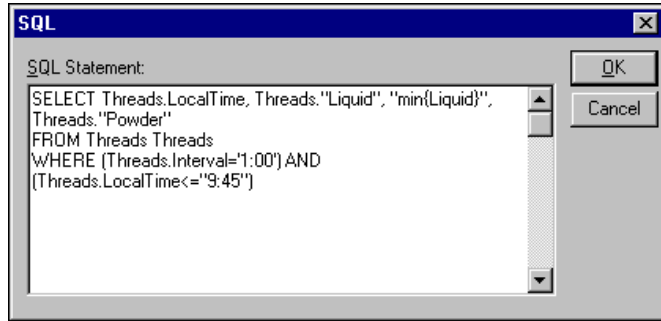 SQL
SQL Statement:
OK
Cancel
SELECT Threads.LocalTime, Threads."Liquid", "min{Liquid}",
Threads."Powder"
FROM Threads Threads
WHERE (Threads.Interval='1:00') AND
(Threads.LocalTime<="9:45")